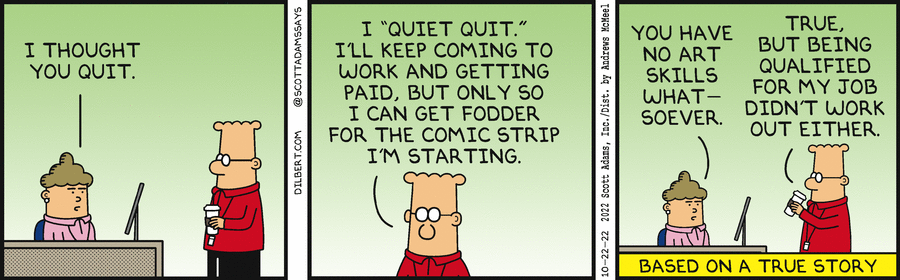 I THOUGHT
YOU QUIT.
DILBERT.COM @SCOTTADAMSSAYS
I "QUIET QUIT."
I'LL KEEP COMING TO
WORK AND GETTING
PAID, BUT ONLY SO
I CAN GET FODDER
FOR THE COMIC STRIP
I'M STARTING.
10-22-22 2022 Scott Adams, Inc./Dist. by Andrews McMeel
YOU HAVE
NO ART
SKILLS
WHAT—
SOEVER.
TRUE,
BUT BEING
QUALIFIED
FOR MY JOB
DIDN'T WORK
OUT EITHER.
BASED ON A TRUE STORY